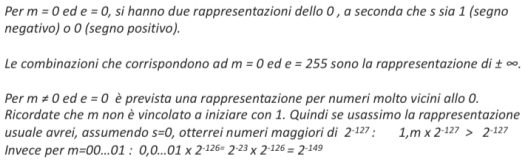 Per m = 0 ed e = 0, si hanno due rappresentazioni dello 0 , a seconda che s sia 1 (segno
negativo) o 0 (segno positivo).
Le combinazioni che corrispondono ad m = 0 ed e = 255 sono la rappresentazione di ± ∞.
Per m ≠ 0 ed e = 0 è prevista una rappresentazione per numeri molto vicini allo 0.
Ricordate che m non è vincolato a iniziare con 1. Quindi se usassimo la rappresentazione
usuale avrei, assumendo s=0, otterrei numeri maggiori di 2⁻¹²⁷ : 1,m x 2⁻¹²⁷ > 2⁻¹²⁷
Invece per m=00...01 : 0,0...01 x 2⁻¹²⁶⁼ 2⁻²³ x 2⁻¹²⁶ = 2⁻¹⁴⁹